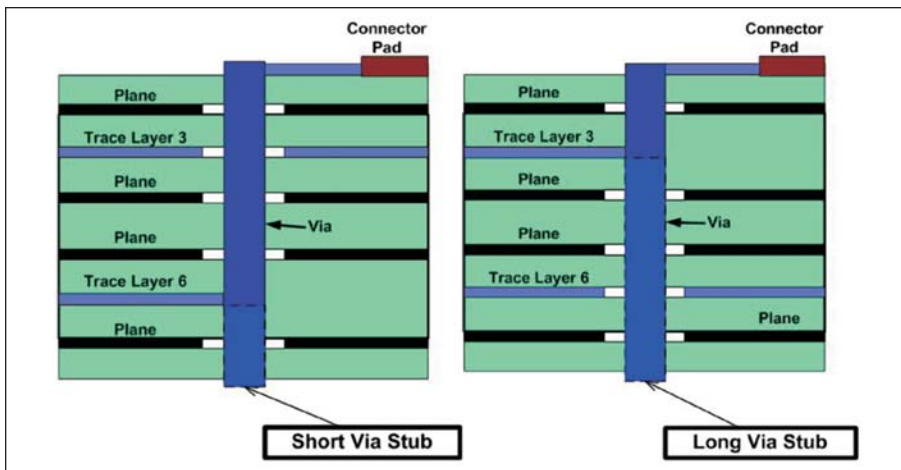 Connector
Pad
Plane
Trace Layer 3
Plane
Plane
Via
Trace Layer 6
Plane
Short Via Stub
Connector
Pad
Plane
Trace Layer 3
Plane
Via
Plane
Trace Layer 6
Plane
Long Via Stub